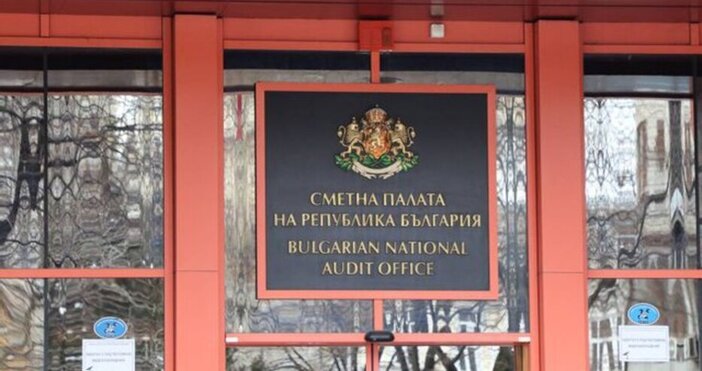 СМЕТНА ПАЛАТА
НА РЕПУБЛИКА БЪЛГАРИЯ
BULGARIAN NATIONAL
AUDIT OFFICE